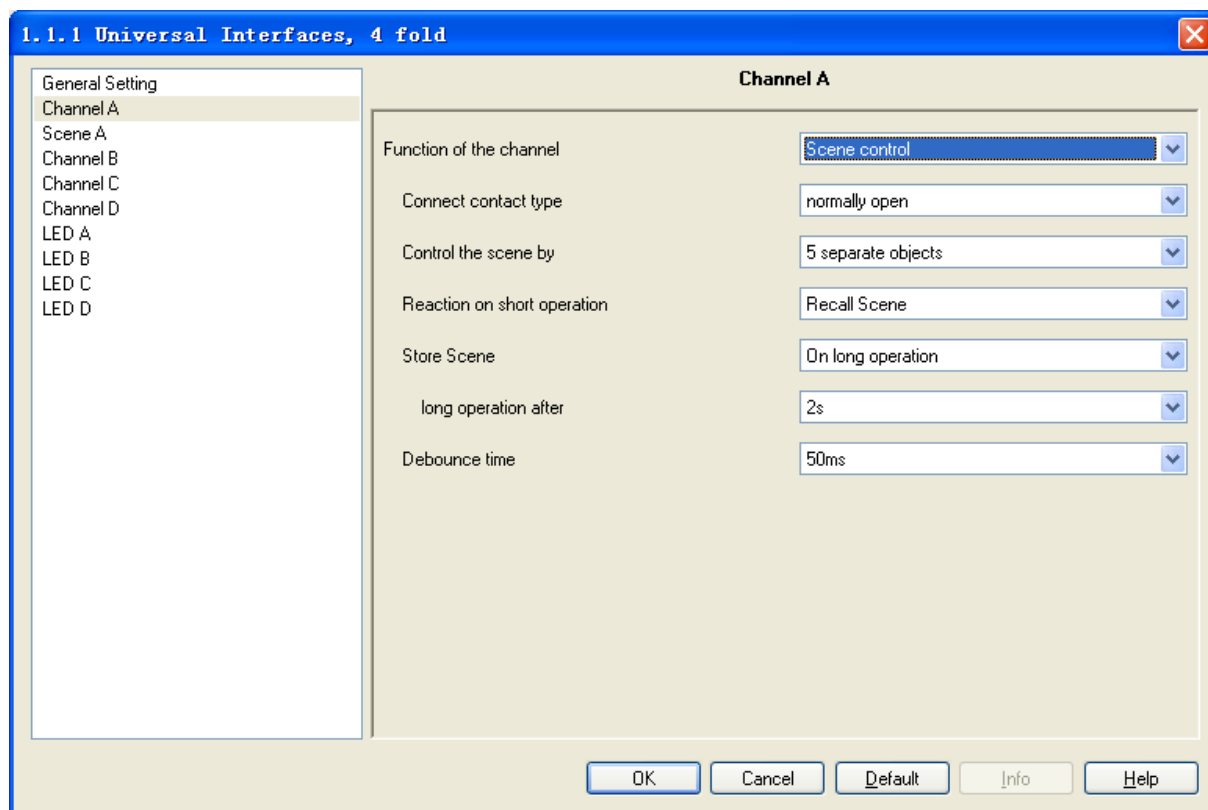 1.1.1 Universal Interfaces, 4 fold
General Setting
Channel A
Scene A
Channel B
Channel C
Channel D
LED A
LED B
LED C
LED D
Channel A
Function of the channel Scene control
Connect contact type normally open
Control the scene by 5 separate objects
Reaction on short operation Recall Scene
Store Scene On long operation
long operation after 2s
Debounce time 50ms
OK Cancel Default Info Help